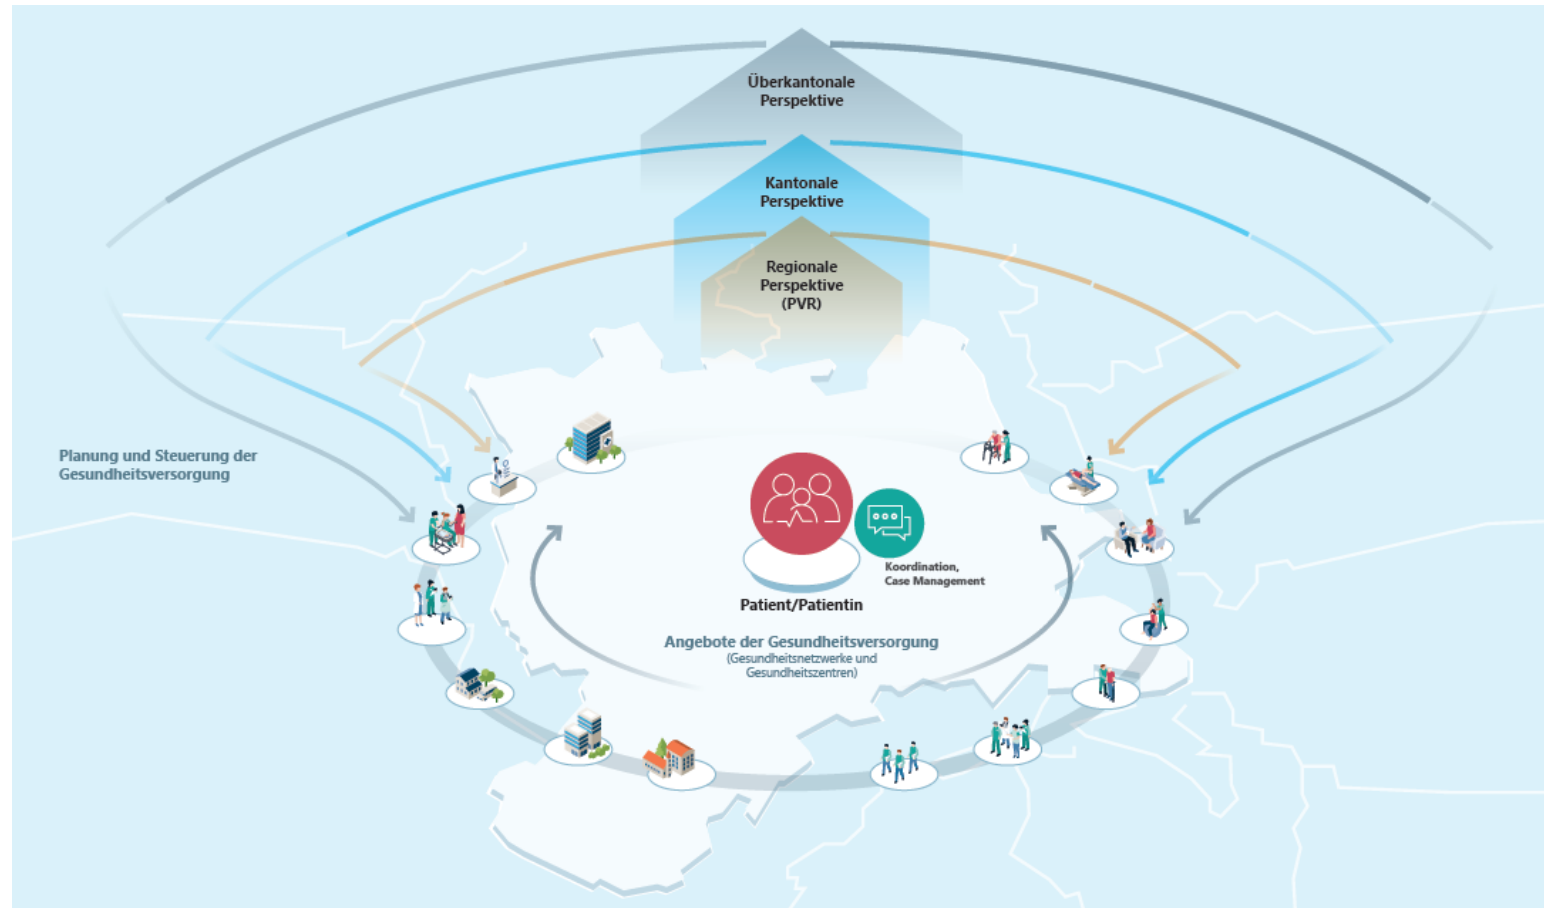 Überkantonale
Perspektive
Kantonale
Perspektive
Regionale
Perspektive
(PVR)
Planung und Steuerung der
Gesundheitsversorgung
Koordination,
Case Management
Patient/Patientin
Angebote der Gesundheitsversorgung
(Gesundheitsnetzwerke und
Gesundheitszentren)